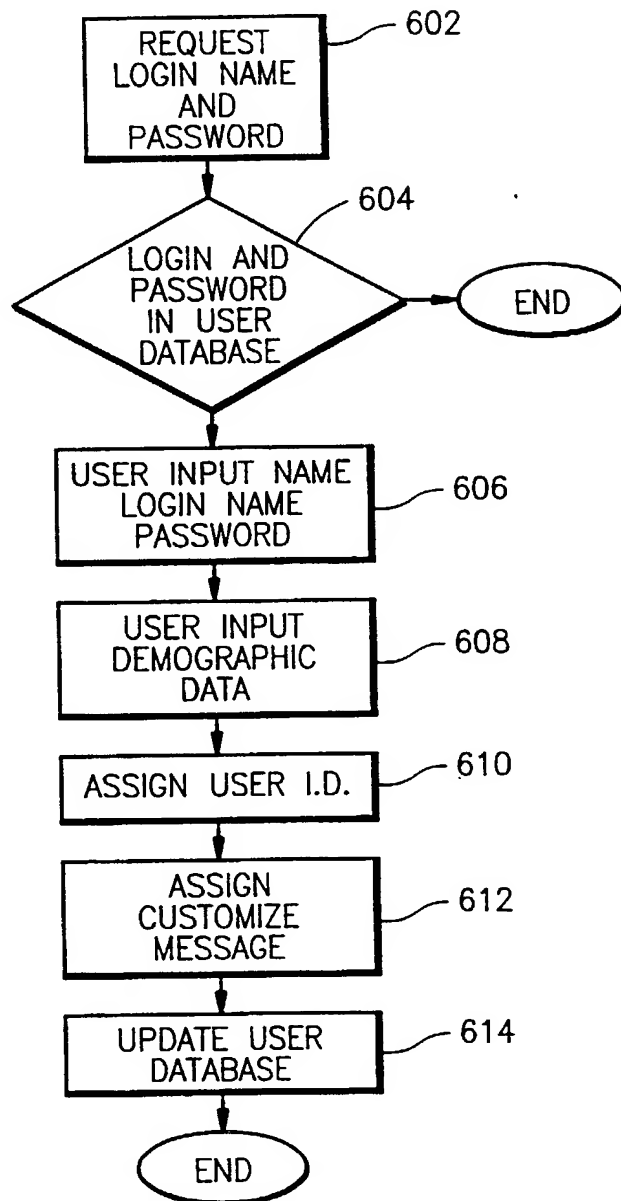 REQUEST
LOGIN NAME
AND
PASSWORD
602
604
LOGIN AND
PASSWORD
IN USER
DATABASE
END
USER INPUT NAME
LOGIN NAME
PASSWORD
606
USER INPUT
DEMOGRAPHIC
DATA
608
ASSIGN USER I.D.
610
ASSIGN
CUSTOMIZE
MESSAGE
612
UPDATE USER
DATABASE
614
END